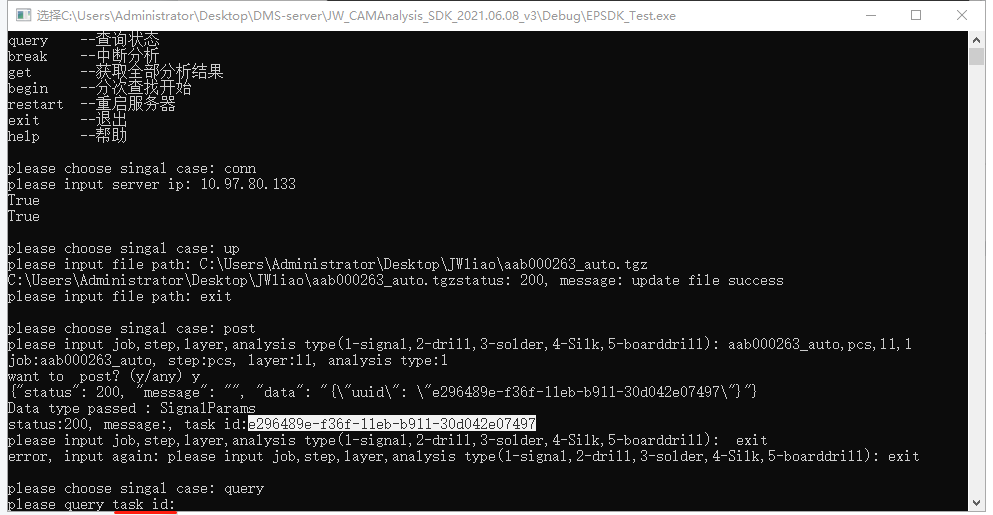 选择C:\Users\Administrator\Desktop\DMS-server\JW_CAMAnalysis_SDK_2021.06.08_v3\Debug\EPSDK_Test.exe
query    --查询状态
break    --中断分析
get      --获取全部分析结果
begin    --分次查找开始
restart  --重启服务器
exit     --退出
help     --帮助
please choose singal case: conn
please input server ip: 10.97.80.133
True
True
please choose singal case: up
please input file path: C:\Users\Administrator\Desktop\JWliao\aab000263_auto.tgz
C:\Users\Administrator\Desktop\JWliao\aab000263_auto.tgzstatus: 200, message: update file success
please input file path: exit
please choose singal case: post
please input job,step,layer,analysis type(1-signal,2-drill,3-solder,4-Silk,5-boarddrill): aab000263_auto,pcs,l1,1
job:aab000263_auto, step:pcs, layer:l1, analysis type:1
want to  post? (y/any) y
{"status": 200, "message": "", "data": "{\"uuid\": \"e296489e-f36f-11eb-b911-30d042e07497\"}"}
Data type passed : SignalParams
status:200, message:, task id:e296489e-f36f-11eb-b911-30d042e07497
please input job,step,layer,analysis type(1-signal,2-drill,3-solder,4-Silk,5-boarddrill):  exit
error, input again: please input job,step,layer,analysis type(1-signal,2-drill,3-solder,4-Silk,5-boarddrill): exit
please choose singal case: query
please query task id: